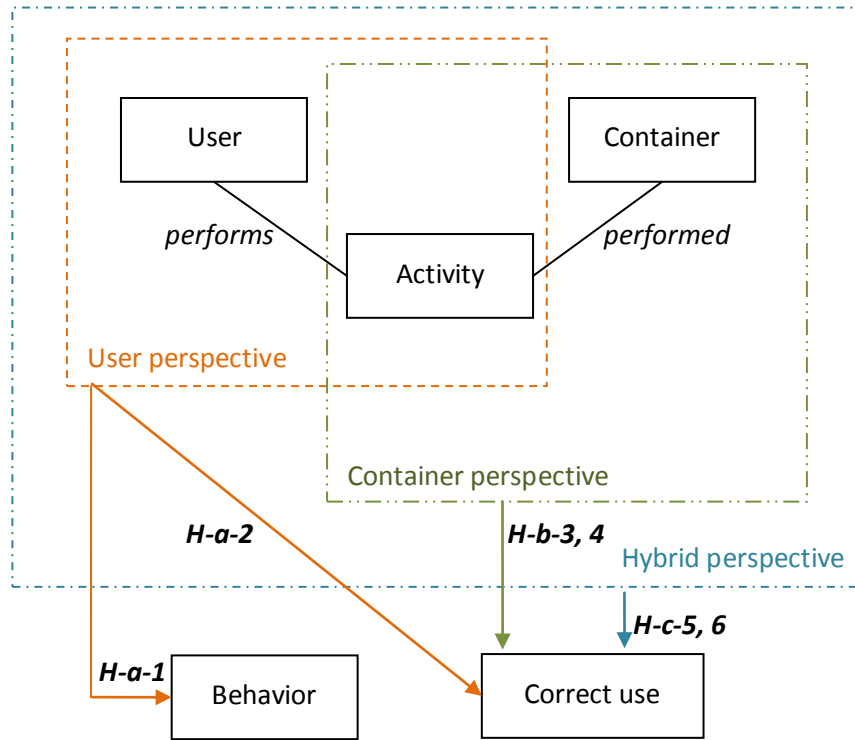 User
Container
performs
performed
Activity
User perspective
Container perspective
H-a-2
H-b-3, 4
Hybrid perspective
H-c-5, 6
H-a-1
Behavior
Correct use